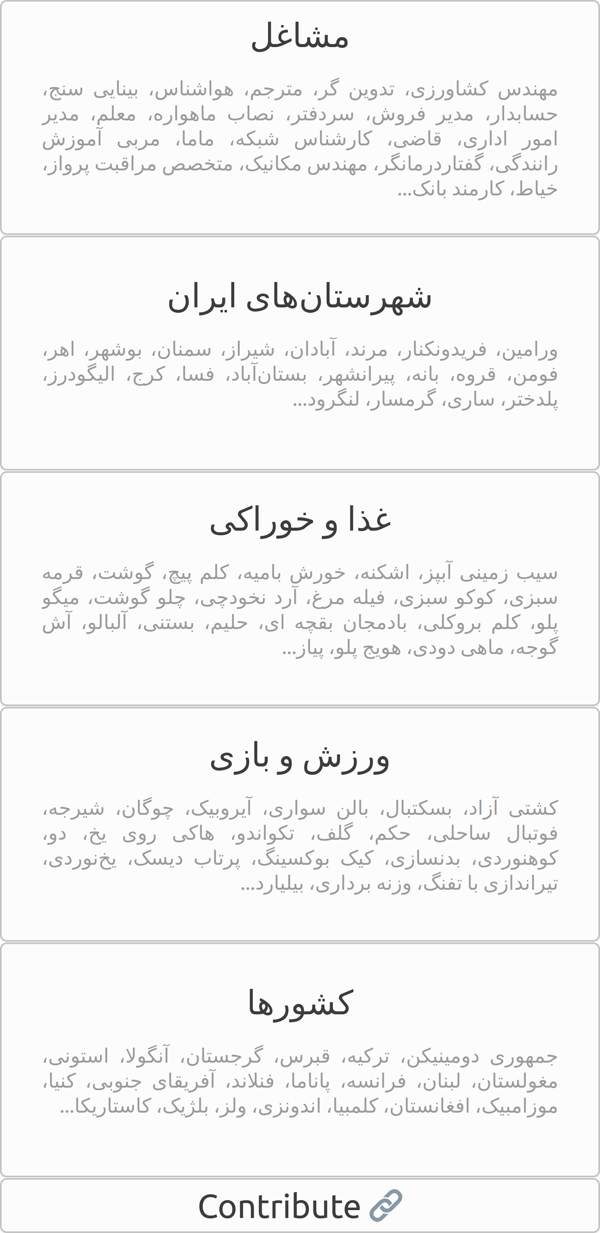 مشاغل
مهندس کشاورزی، تدوین گر، مترجم، هواشناس، بینایی سنج،
حسابدار، مدیر فروش، سردفتر، نصاب ماهواره، معلم، مدیر
امور اداری، قاضی، کارشناس شبکه، ماما، مربی آموزش
رانندگی، گفتاردرمانگر، مهندس مکانیک، متخصص مراقبت پرواز،
خیاط، کارمند بانک...
شهرستان‌های ایران
ورامین، فریدونکنار، مرند، آبادان، شیراز، سمنان، بوشهر، اهر،
فومن، قروه، بانه، پیرانشهر، بستان‌آباد، فسا، کرج، الیگودرز،
پلدختر، ساری، گرمسار، لنگرود...
غذا و خوراکی
سیب زمینی آبپز، اشکنه، خورش بامیه، کلم پیچ، گوشت، قرمه
سبزی، کوکو سبزی، فیله مرغ، آرد نخودچی، چلو گوشت، میگو
پلو، کلم بروکلی، بادمجان بقچه ای، حلیم، بستنی، آلبالو، آش
گوجه، ماهی دودی، هویج پلو، پیاز...
ورزش و بازی
کشتی آزاد، بسکتبال، بالن سواری، آیروبیک، چوگان، شیرجه،
فوتبال ساحلی، حکم، گلف، تکواندو، هاکی روی یخ، دو،
کوهنوردی، بدنسازی، کیک بوکسینگ، پرتاب دیسک، یخ‌نوردی،
تیراندازی با تفنگ، وزنه برداری، بیلیارد...
کشورها
جمهوری دومینیکن، ترکیه، قبرس، گرجستان، آنگولا، استونی،
مغولستان، لبنان، فرانسه، پاناما، فنلاند، آفریقای جنوبی، کنیا،
موزامبیک، افغانستان، کلمبیا، اندونزی، ولز، بلژیک، کاستاریکا...
Contribute